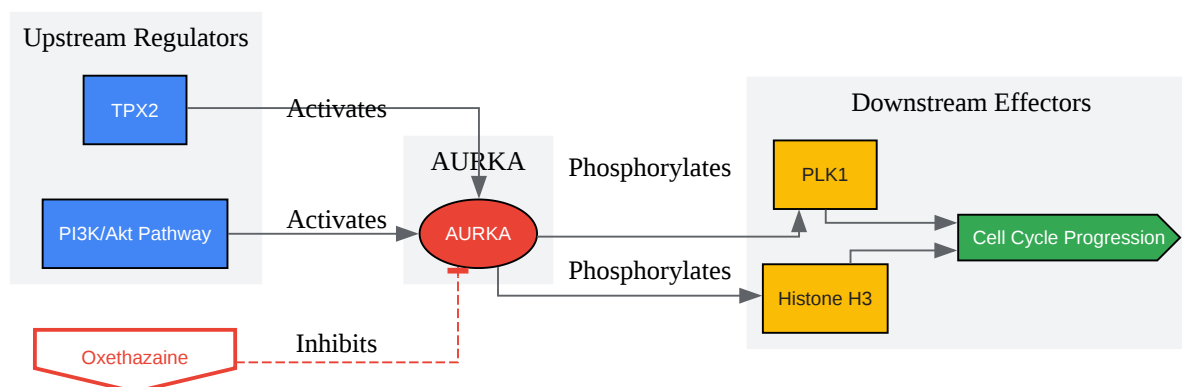 Upstream Regulators
TPX2
Activates
PI3K/Akt Pathway
Activates
Oxethazaine
Inhibits
AURKA
AURKA
Phosphorylates
Phosphorylates
Downstream Effectors
PLK1
Histone H3
Cell Cycle Progression